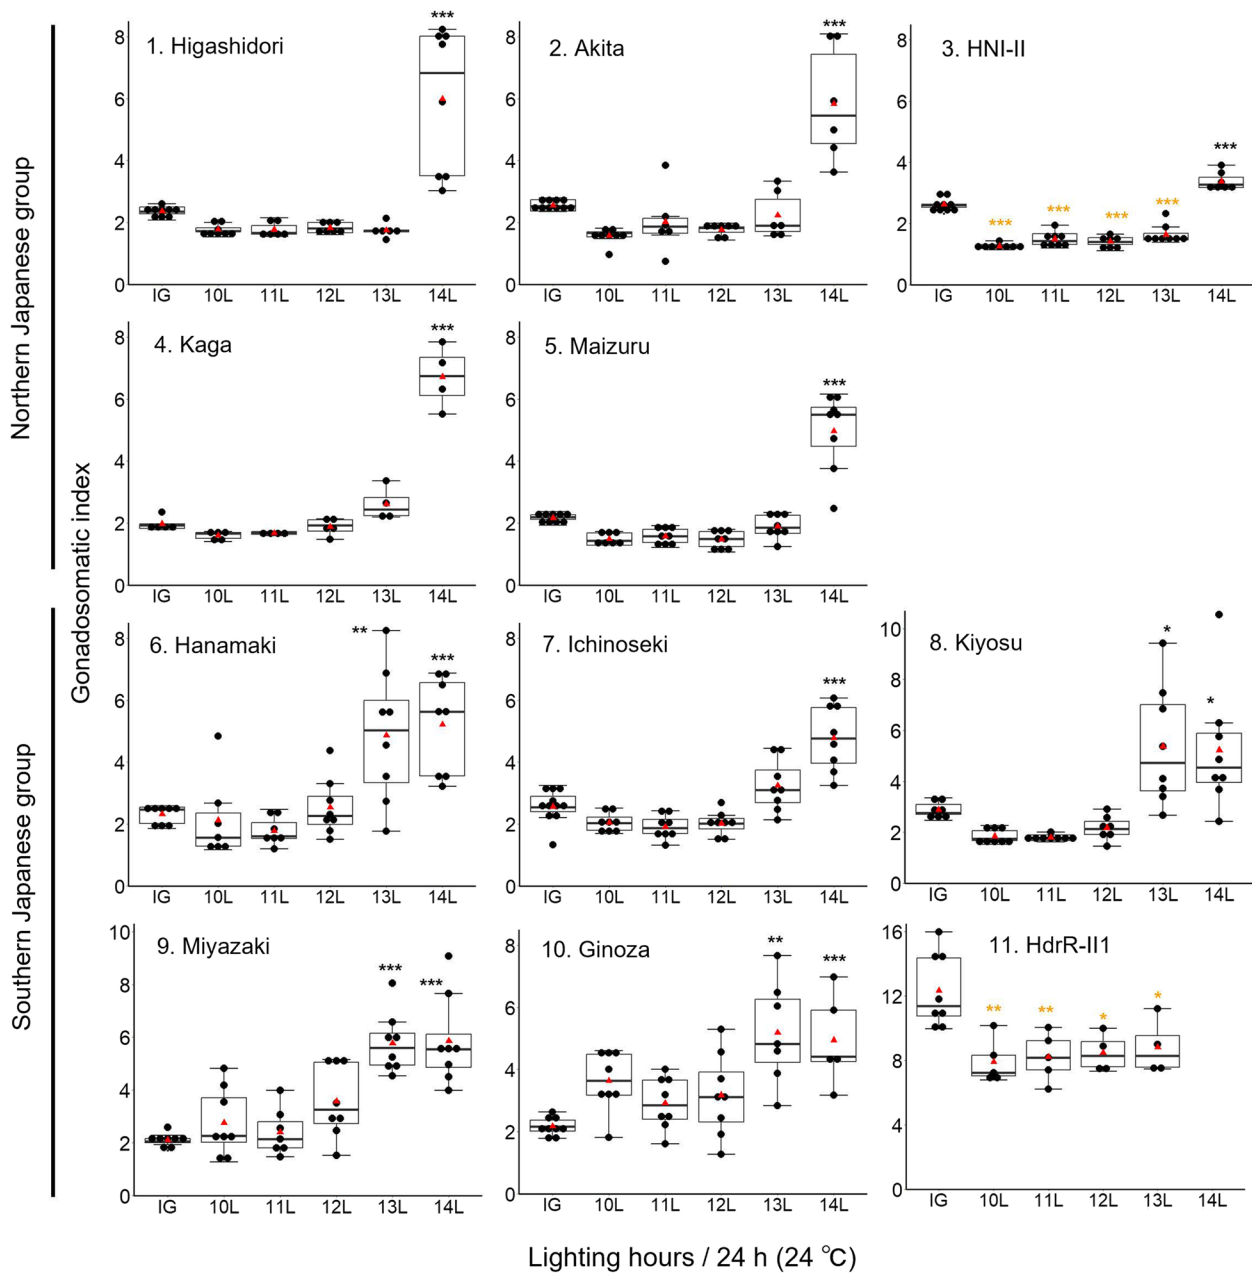 Northern Japanese group
Southern Japanese group
Gonadosomatic index
1. Higashidori
***
8
6
4
2
0
IG 10L 11L 12L 13L 14L
2. Akita
***
8
6
4
2
0
IG 10L 11L 12L 13L 14L
3. HNI-II
*** *** *** *** ***
8
6
4
2
0
IG 10L 11L 12L 13L 14L
4. Kaga
***
8
6
4
2
0
IG 10L 11L 12L 13L 14L
5. Maizuru
***
8
6
4
2
0
IG 10L 11L 12L 13L 14L
6. Hanamaki
** ***
8
6
4
2
0
IG 10L 11L 12L 13L 14L
7. Ichinoseki
***
8
6
4
2
0
IG 10L 11L 12L 13L 14L
8. Kiyosu
* *
10
8
6
4
2
0
IG 10L 11L 12L 13L 14L
9. Miyazaki
*** ***
10
8
6
4
2
0
IG 10L 11L 12L 13L 14L
10. Ginoza
** ***
8
6
4
2
0
IG 10L 11L 12L 13L 14L
11. HdrR-II1
** ** * *
16
12
8
4
0
IG 10L 11L 12L 13L 14L
Lighting hours / 24 h (24 ℃)